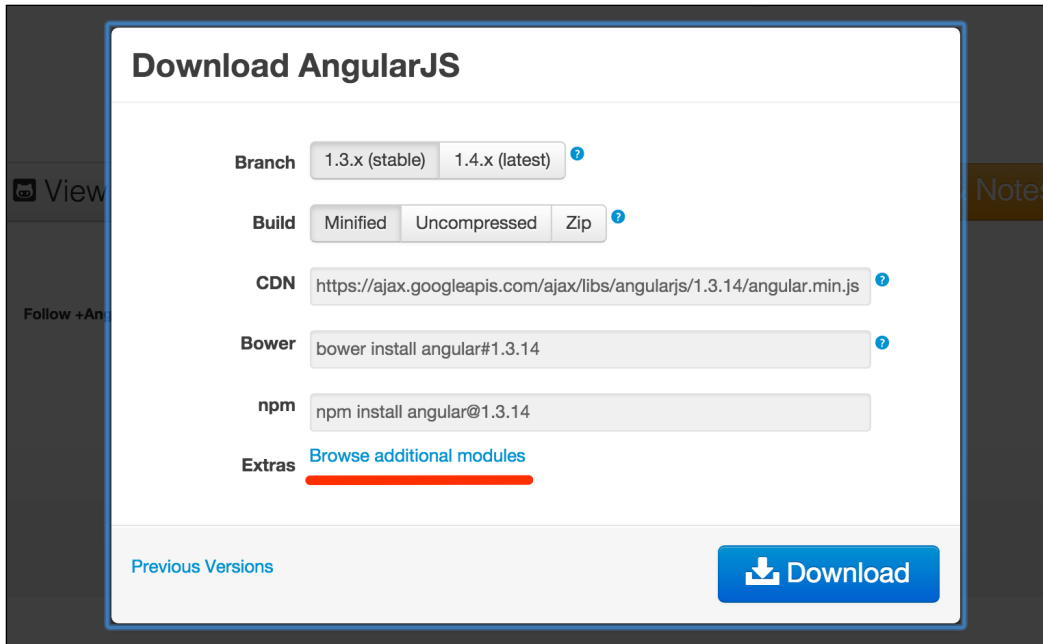 Download AngularJS
Branch 1.3.x (stable) 1.4.x (latest) ?
View
Notes
Build Minified Uncompressed Zip ?
CDN https://ajax.googleapis.com/ajax/libs/angularjs/1.3.14/angular.min.js ?
Follow +Ang
Bower bower install angular#1.3.14 ?
npm npm install angular@1.3.14
Extras Browse additional modules
Previous Versions
Download